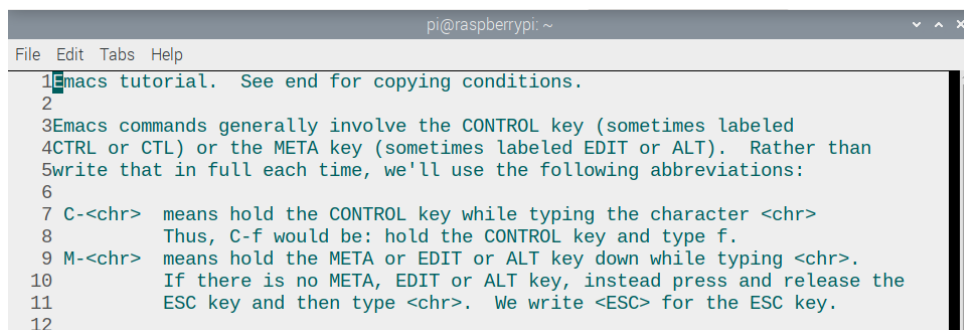 pi@raspberrypi: ~
File Edit Tabs Help
1Emacs tutorial.  See end for copying conditions.
2
3Emacs commands generally involve the CONTROL key (sometimes labeled
4CTRL or CTL) or the META key (sometimes labeled EDIT or ALT).  Rather than
5write that in full each time, we'll use the following abbreviations:
6
7 C-<chr>  means hold the CONTROL key while typing the character <chr>
8          Thus, C-f would be: hold the CONTROL key and type f.
9 M-<chr>  means hold the META or EDIT or ALT key down while typing <chr>.
10          If there is no META, EDIT or ALT key, instead press and release the
11          ESC key and then type <chr>.  We write <ESC> for the ESC key.
12